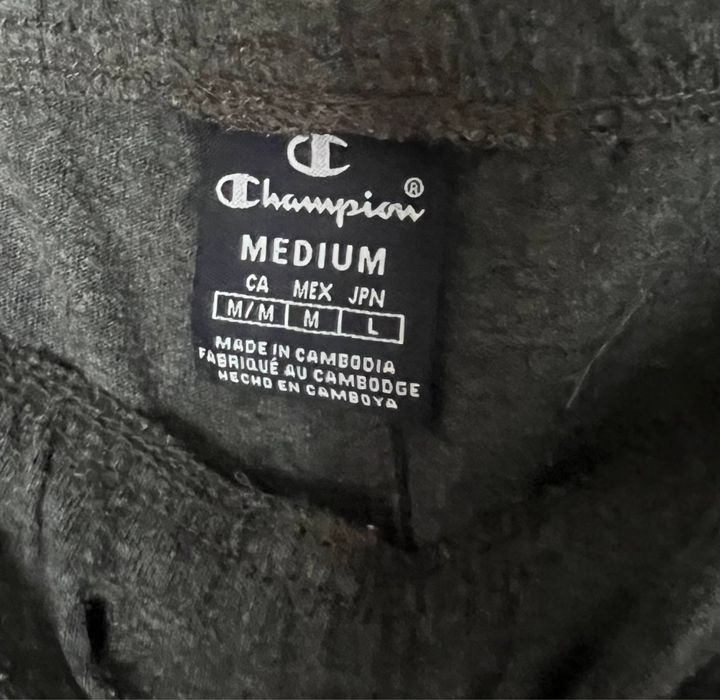 Champion®
MEDIUM
CA MEX JPN
M/M M L
MADE IN CAMBODIA
FABRIQUÉ AU CAMBODGE
HECHO EN CAMBOYA